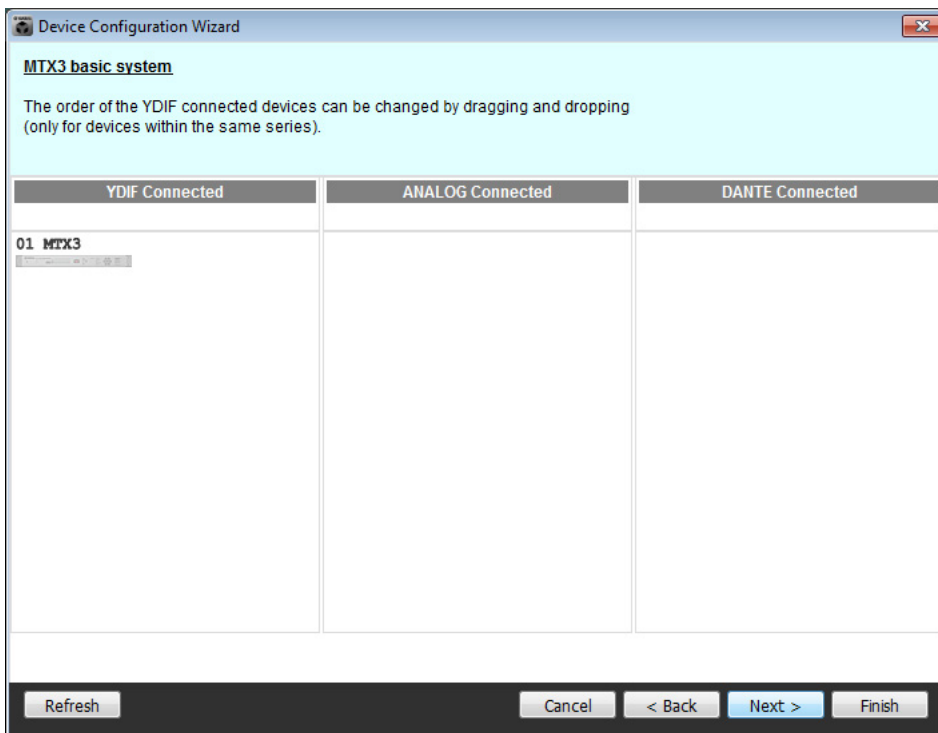 Device Configuration Wizard
MTX3 basic system
The order of the YDIF connected devices can be changed by dragging and dropping
(only for devices within the same series).
YDIF Connected
ANALOG Connected
DANTE Connected
01 MTX3
Refresh
Cancel
< Back
Next >
Finish